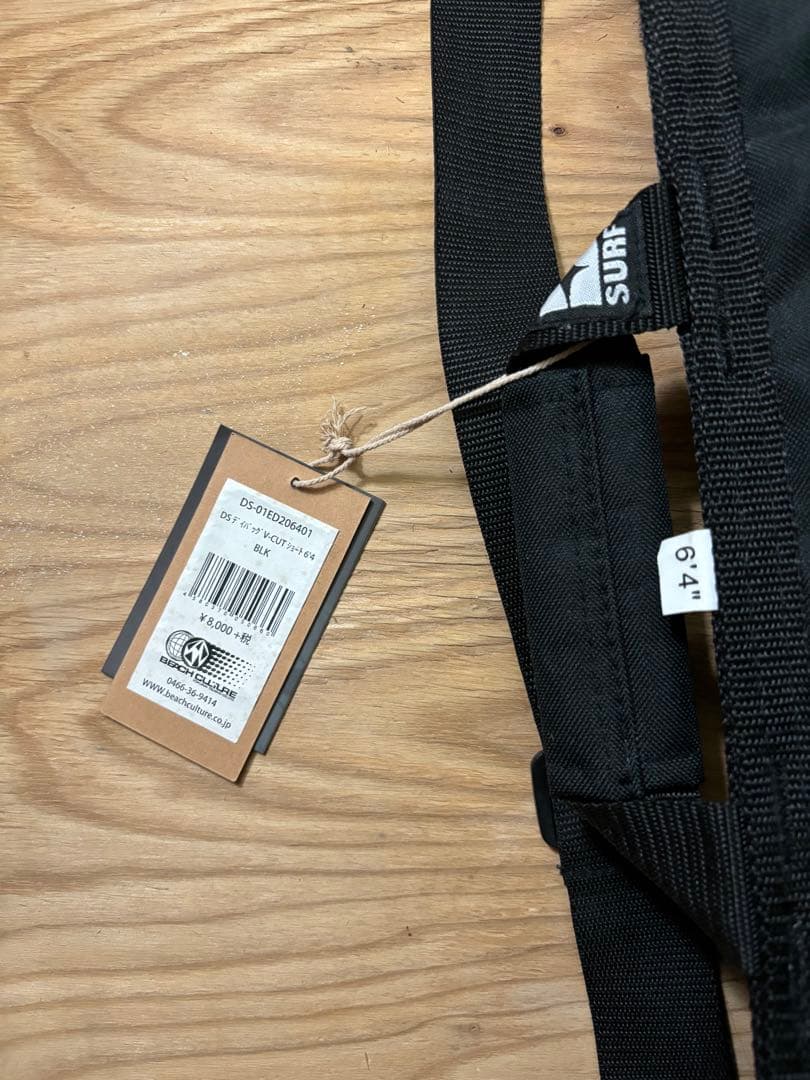 DS-01ED206401
DS デイバッグ V-CUT ショート 6'4
BLK
¥8,000+税
BEACH CULTURE
0466-36-9414
www.beachculture.co.jp
SURF
6'4"